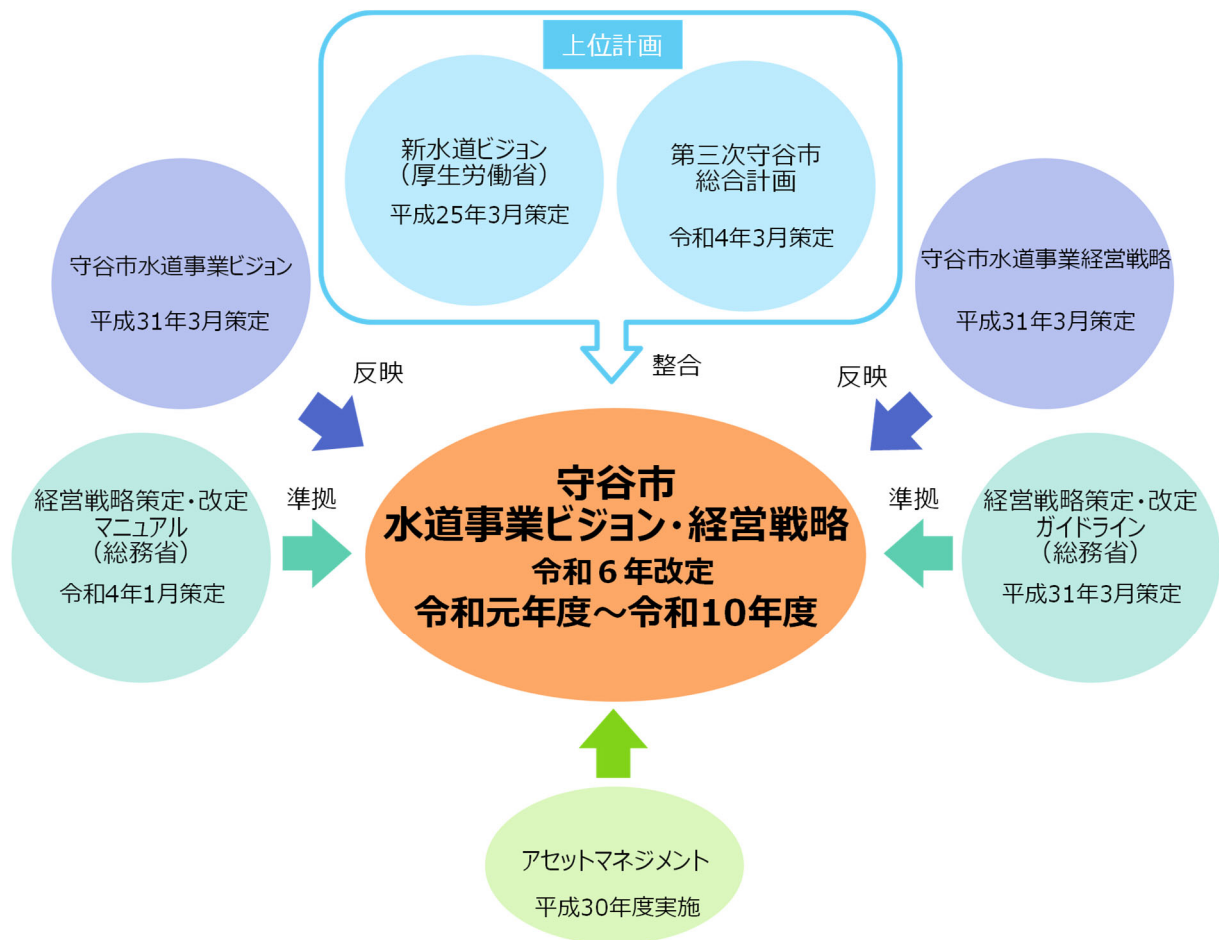 上位計画
新水道ビジョン
（厚生労働省）
平成25年3月策定
第三次守谷市
総合計画
令和4年3月策定
守谷市水道事業ビジョン
平成31年3月策定
守谷市水道事業経営戦略
平成31年3月策定
反映
整合
反映
経営戦略策定・改定
マニュアル
（総務省）
令和4年1月策定
準拠
守谷市
水道事業ビジョン・経営戦略
令和６年改定
令和元年度～令和10年度
準拠
経営戦略策定・改定
ガイドライン
（総務省）
平成31年3月策定
アセットマネジメント
平成30年度実施